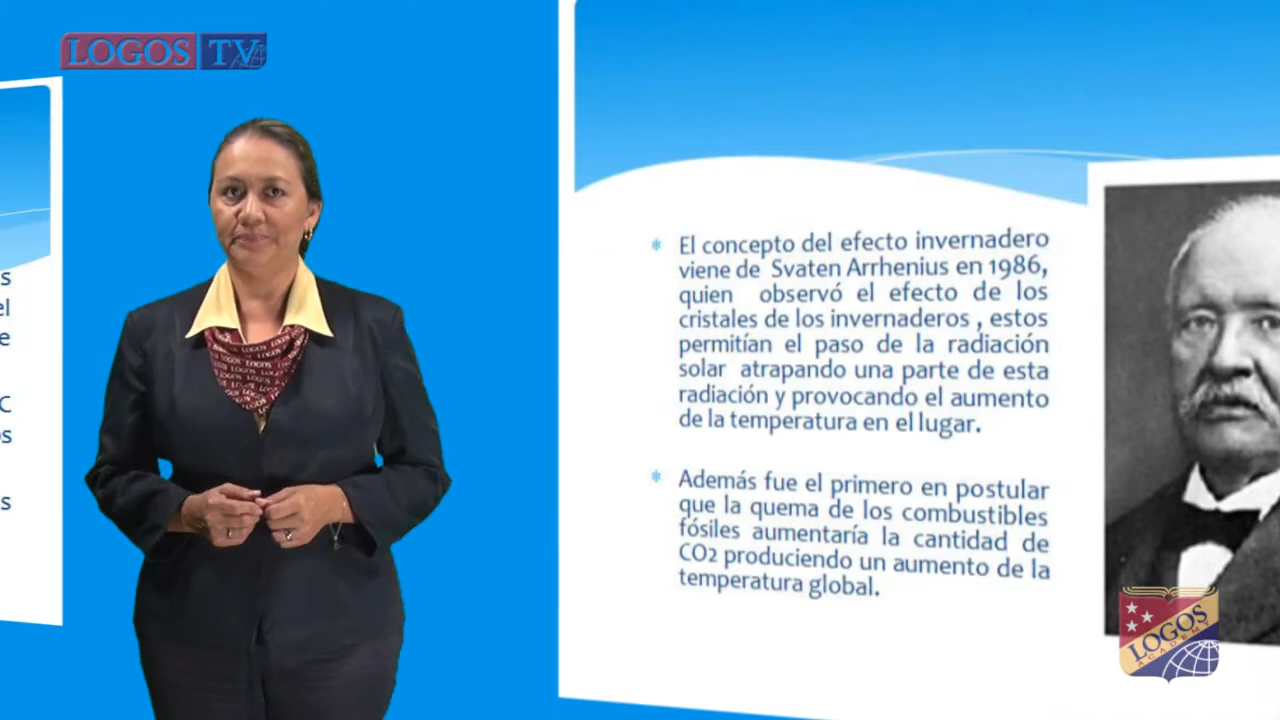 LOGOS TV
s
el
e
C
os
s
El concepto del efecto invernadero
viene de Svaten Arrhenius en 1986,
quien observó el efecto de los
cristales de los invernaderos , estos
permitían el paso de la radiación
solar atrapando una parte de esta
radiación y provocando el aumento
de la temperatura en el lugar.
Además fue el primero en postular
que la quema de los combustibles
fósiles aumentaría la cantidad de
CO2 produciendo un aumento de la
temperatura global.
LOGOS
ACADEMY